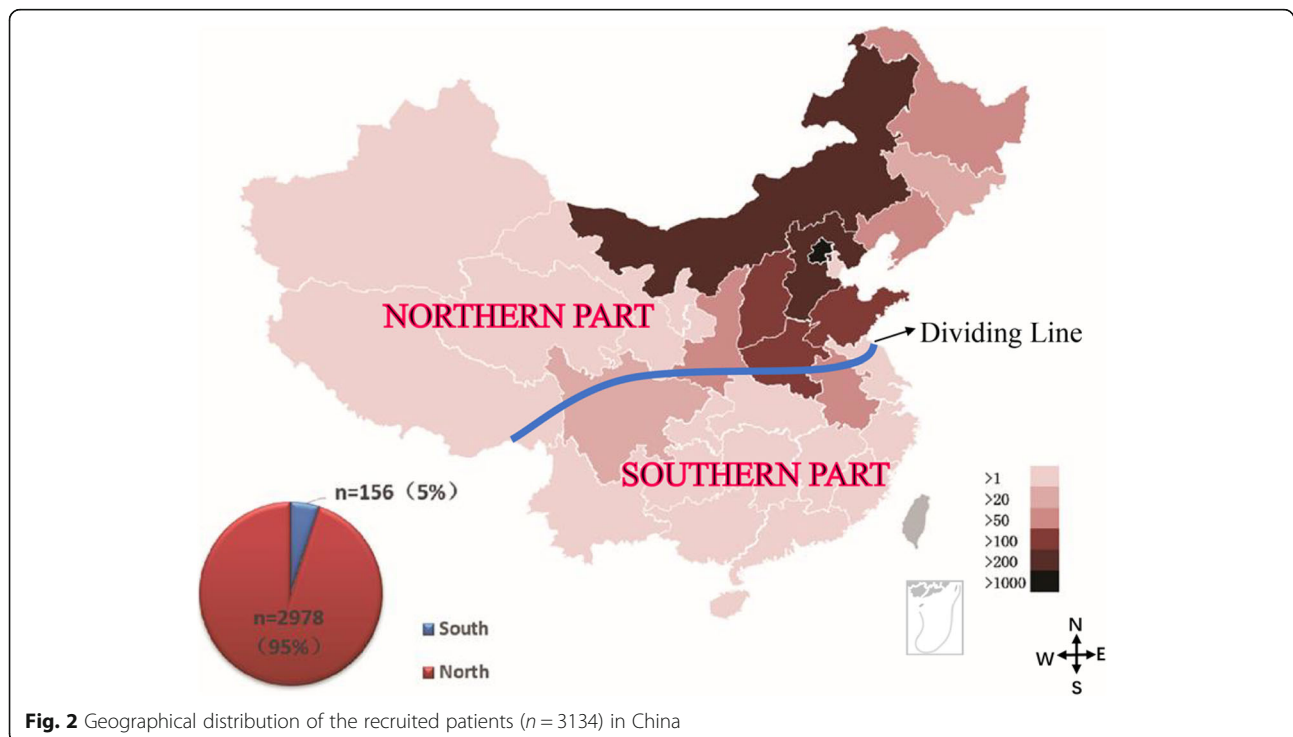 NORTHERN PART
Dividing Line
SOUTHERN PART
n=156（5%）
n=2978
（95%）
South
North
>1
>20
>50
>100
>200
>1000
N
W E
S
Fig. 2 Geographical distribution of the recruited patients (n = 3134) in China